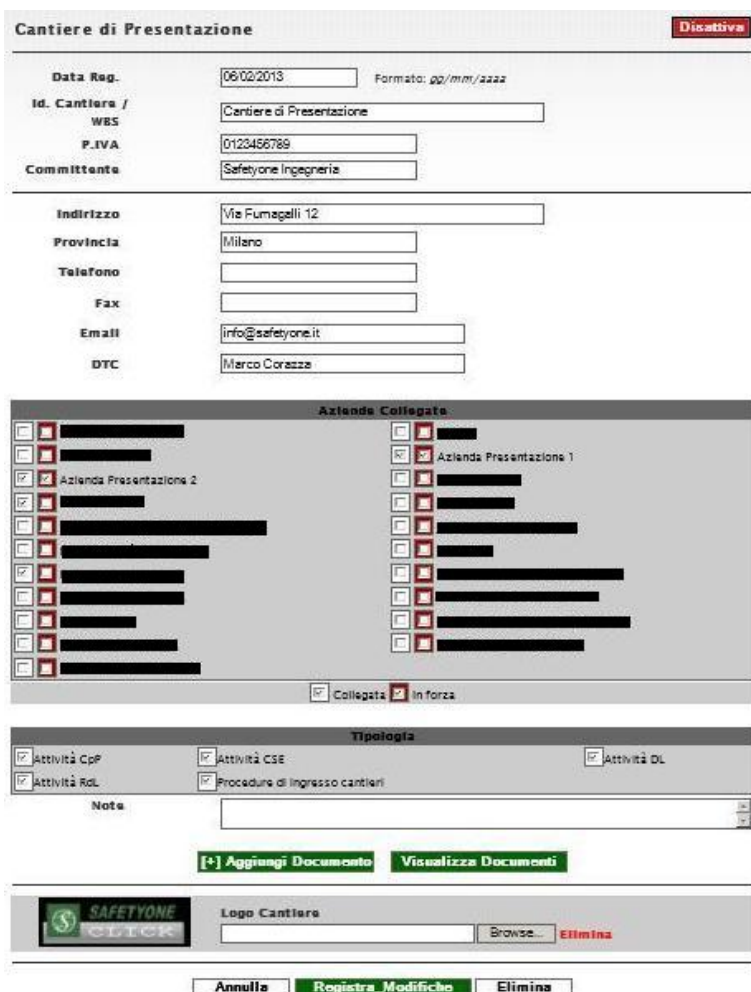 Cantiere di Presentazione Disattiva
Data Reg. 06/02/2013 Formato: gg/mm/aaaa
Id. Cantiere /
WBS Cantiere di Presentazione
P.IVA 0123456789
Committente Safetyone Ingegneria
Indirizzo Via Fumagalli 12
Provincia Milano
Telefono
Fax
Email info@safetyone.it
DTC Marco Corazza
Aziende Collegate
Azienda Presentazione 1
Azienda Presentazione 2
Collegata In forza
Tipologia
Attività CpP Attività CSE Attività DL
Attività RdL Procedure di ingresso cantieri
Note
[+] Aggiungi Documento Visualizza Documenti
SAFETYONE
CLICK
Logo Cantiere
Browse... Elimina
Annulla Registra Modifiche Elimina